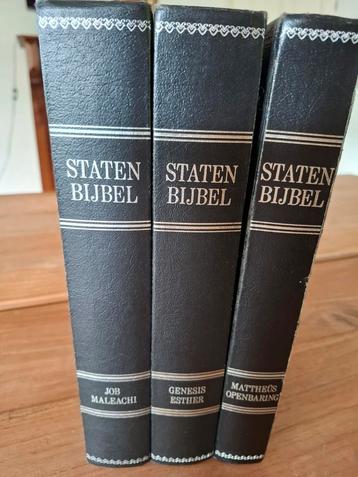 STATEN
BIJBEL
JOB
MALEACHI
STATEN
BIJBEL
GENESIS
ESTHER
STATEN
BIJBEL
MATTHEÜS
OPENBARING